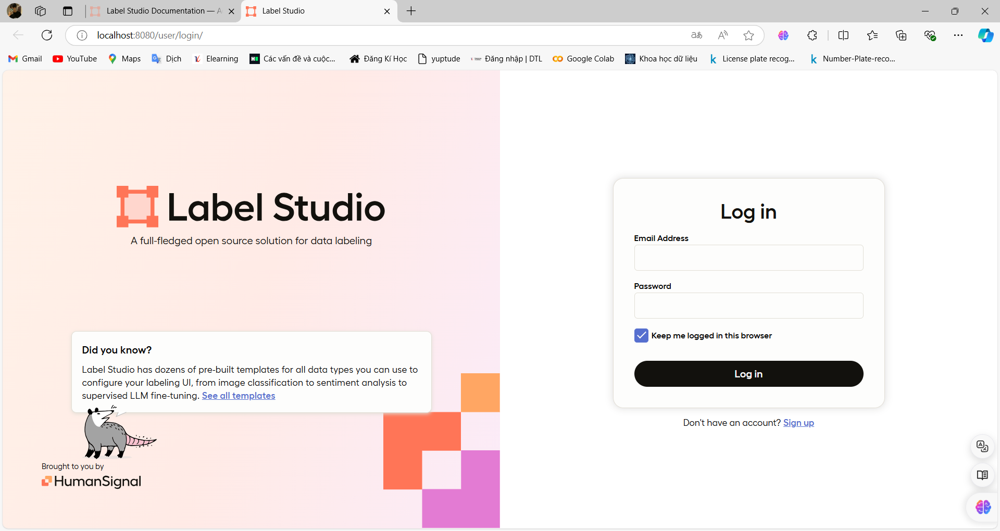 Label Studio Documentation — A
Label Studio
localhost:8080/user/login/
Gmail
YouTube
Maps
Dịch
Elearning
Các vấn đề và cuộc...
Đăng Kí Học
yuptude
Đăng nhập | DTL
Google Colab
Khoa học dữ liệu
License plate recog...
Number-Plate-reco...
Label Studio
A full-fledged open source solution for data labeling
Did you know?
Label Studio has dozens of pre-built templates for all data types you can use to
configure your labeling UI, from image classification to sentiment analysis to
supervised LLM fine-tuning. See all templates
Brought to you by
HumanSignal
Log in
Email Address
Password
Keep me logged in this browser
Log in
Don't have an account? Sign up